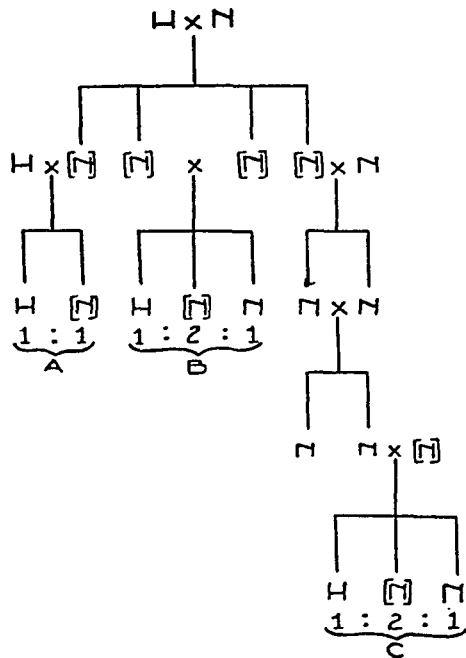 H x N
H x [N] [N] x [N] [N] x N
H [N] H [N] N N x N
1 : 1 1 : 2 : 1
A B
N N x [N]
H [N] N
1 : 2 : 1
C